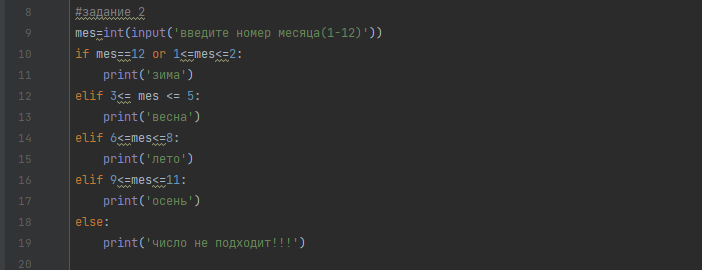 8 #задание 2
9 mes=int(input('введите номер месяца(1-12)'))
10 if mes==12 or 1<=mes<=2:
11     print('зима')
12 elif 3<= mes <= 5:
13     print('весна')
14 elif 6<=mes<=8:
15     print('лето')
16 elif 9<=mes<=11:
17     print('осень')
18 else:
19     print('число не подходит!!!')
20